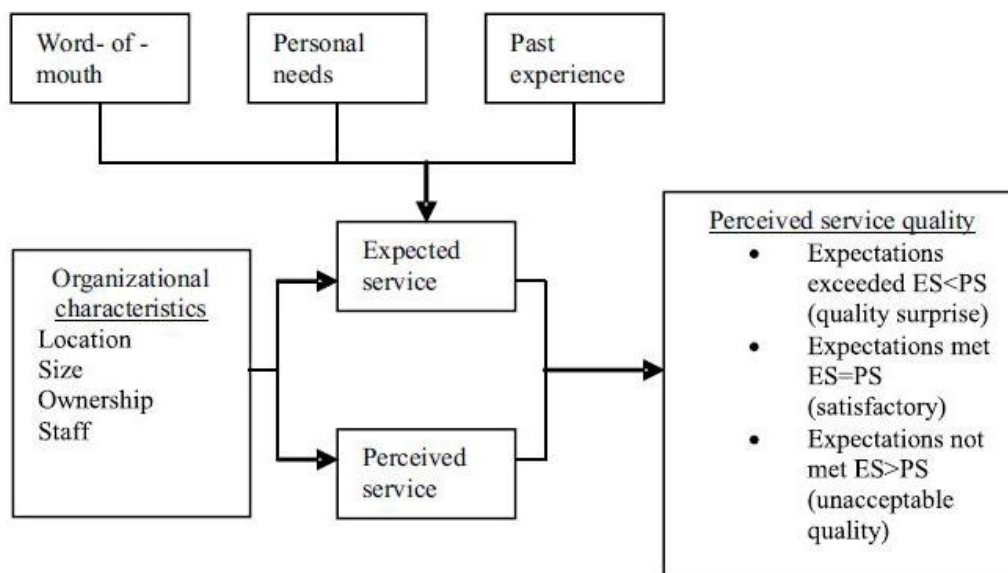 Word- of -
mouth
Personal
needs
Past
experience
Expected
service
Organizational
characteristics
Location
Size
Ownership
Staff
Perceived
service
Perceived service quality
• Expectations
exceeded ES<PS
(quality surprise)
• Expectations met
ES=PS
(satisfactory)
• Expectations not
met ES>PS
(unacceptable
quality)